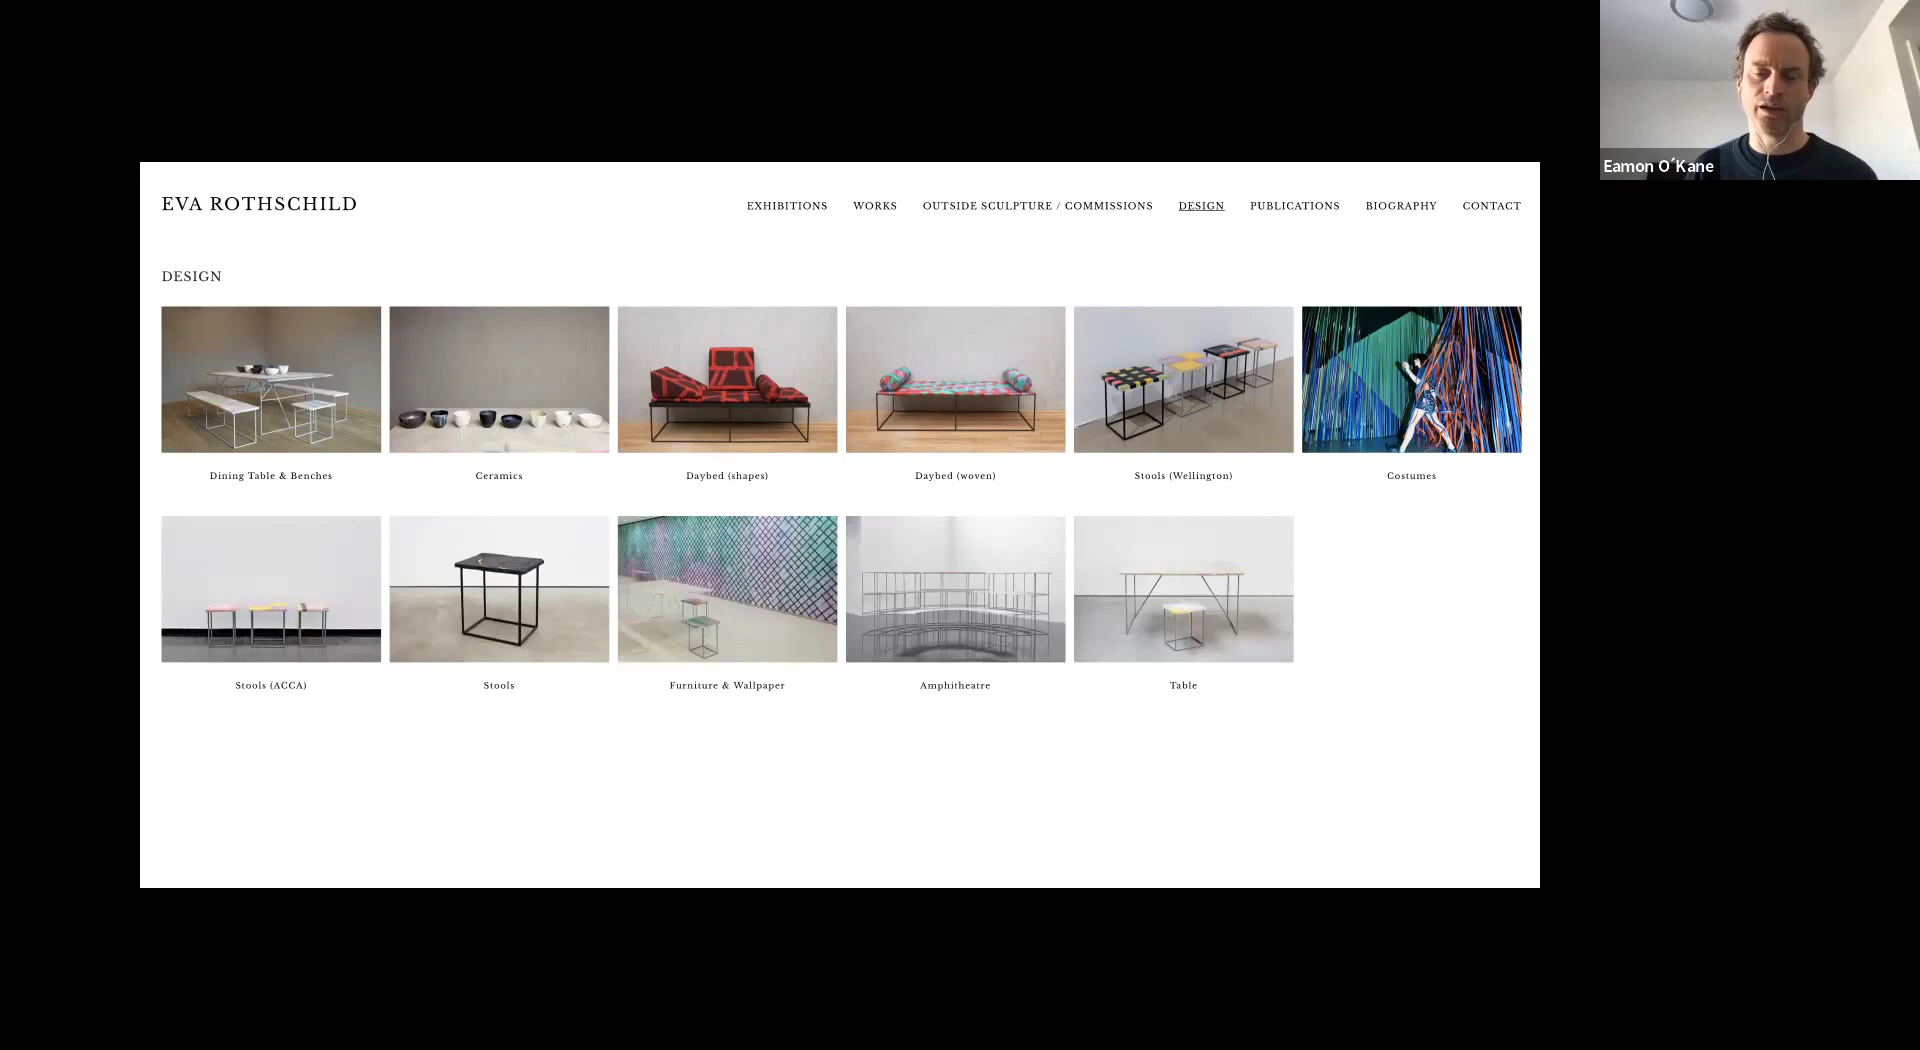 EVA ROTHSCHILD
EXHIBITIONS WORKS OUTSIDE SCULPTURE / COMMISSIONS DESIGN PUBLICATIONS BIOGRAPHY CONTACT
DESIGN
Dining Table & Benches
Ceramics
Daybed (shapes)
Daybed (woven)
Stools (Wellington)
Costumes
Stools (ACCA)
Stools
Furniture & Wallpaper
Amphitheatre
Table
Eamon O´Kane